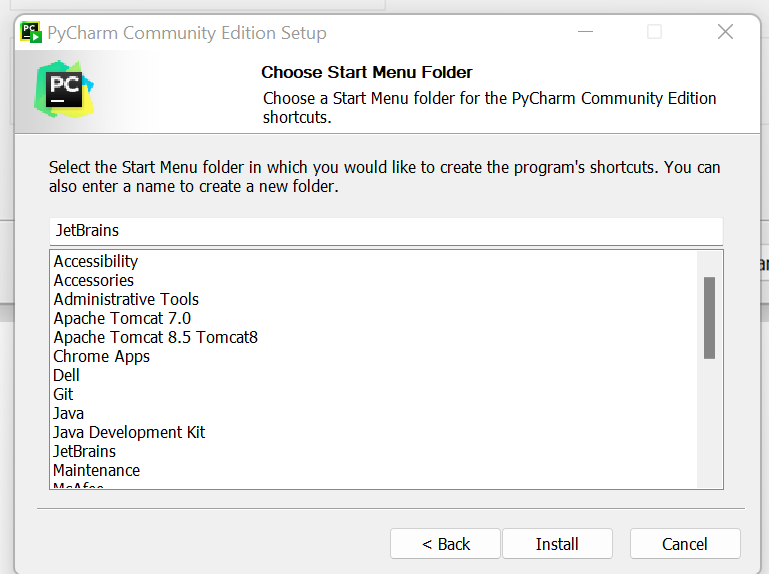 PC
PyCharm Community Edition Setup
PC
Choose Start Menu Folder
Choose a Start Menu folder for the PyCharm Community Edition
shortcuts.
Select the Start Menu folder in which you would like to create the program's shortcuts. You can
also enter a name to create a new folder.
JetBrains
Accessibility
Accessories
Administrative Tools
Apache Tomcat 7.0
Apache Tomcat 8.5 Tomcat8
Chrome Apps
Dell
Git
Java
Java Development Kit
JetBrains
Maintenance
McAfee
< Back
Install
Cancel